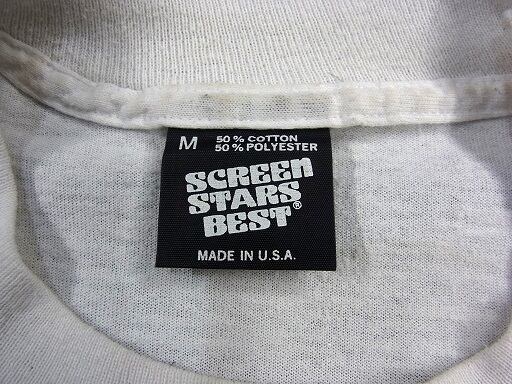 M 50% COTTON
50% POLYESTER
SCREEN
STARS
BEST®
MADE IN U.S.A.